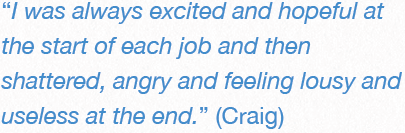 “I was always excited and hopeful at
the start of each job and then
shattered, angry and feeling lousy and
useless at the end.” (Craig)